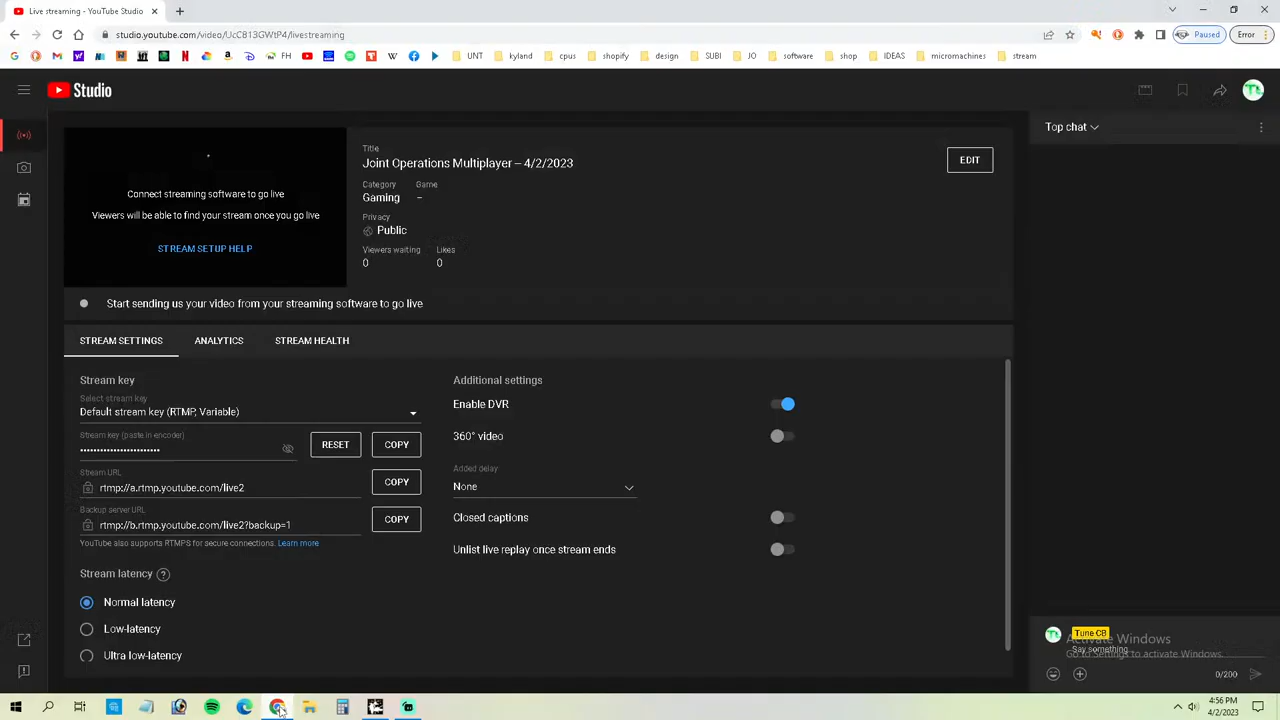 Live streaming - YouTube Studio
studio.youtube.com/video/UcC813GWtP4/livestreaming
Paused
Error
FH
UNT
kyland
cpus
shopify
design
SUBI
JO
software
shop
IDEAS
micromachines
stream
Studio
TL
Connect streaming software to go live
Viewers will be able to find your stream once you go live
STREAM SETUP HELP
Title
Joint Operations Multiplayer – 4/2/2023
EDIT
Category Game
Gaming –
Privacy
Public
Viewers waiting Likes
0 0
Top chat
Start sending us your video from your streaming software to go live
STREAM SETTINGS ANALYTICS STREAM HEALTH
Stream key
Select stream key
Default stream key (RTMP, Variable)
Stream key (paste in encoder)
••••••••••••••••••••••••
RESET COPY
Stream URL
rtmp://a.rtmp.youtube.com/live2
COPY
Backup server URL
rtmp://b.rtmp.youtube.com/live2?backup=1
COPY
YouTube also supports RTMPS for secure connections. Learn more
Stream latency ?
Normal latency
Low-latency
Ultra low-latency
Additional settings
Enable DVR
360° video
Added delay
None
Closed captions
Unlist live replay once stream ends
Tune CB
Say something...
Activate Windows
Go to Settings to activate Windows.
0/200
4:56 PM
4/2/2023